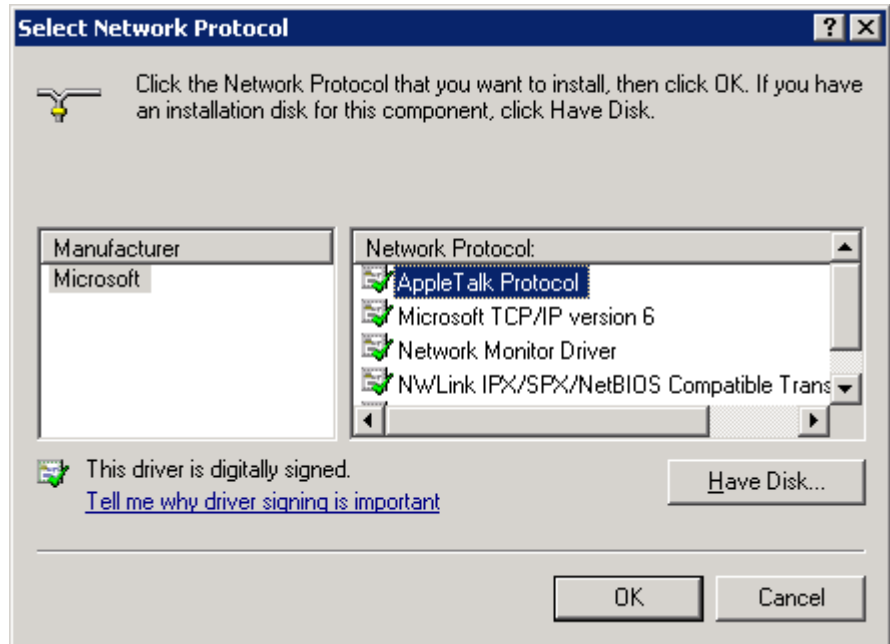 Select Network Protocol
Click the Network Protocol that you want to install, then click OK. If you have
an installation disk for this component, click Have Disk.
Manufacturer
Microsoft
Network Protocol:
AppleTalk Protocol
Microsoft TCP/IP version 6
Network Monitor Driver
NWLink IPX/SPX/NetBIOS Compatible Trans
This driver is digitally signed.
Tell me why driver signing is important
Have Disk...
OK
Cancel